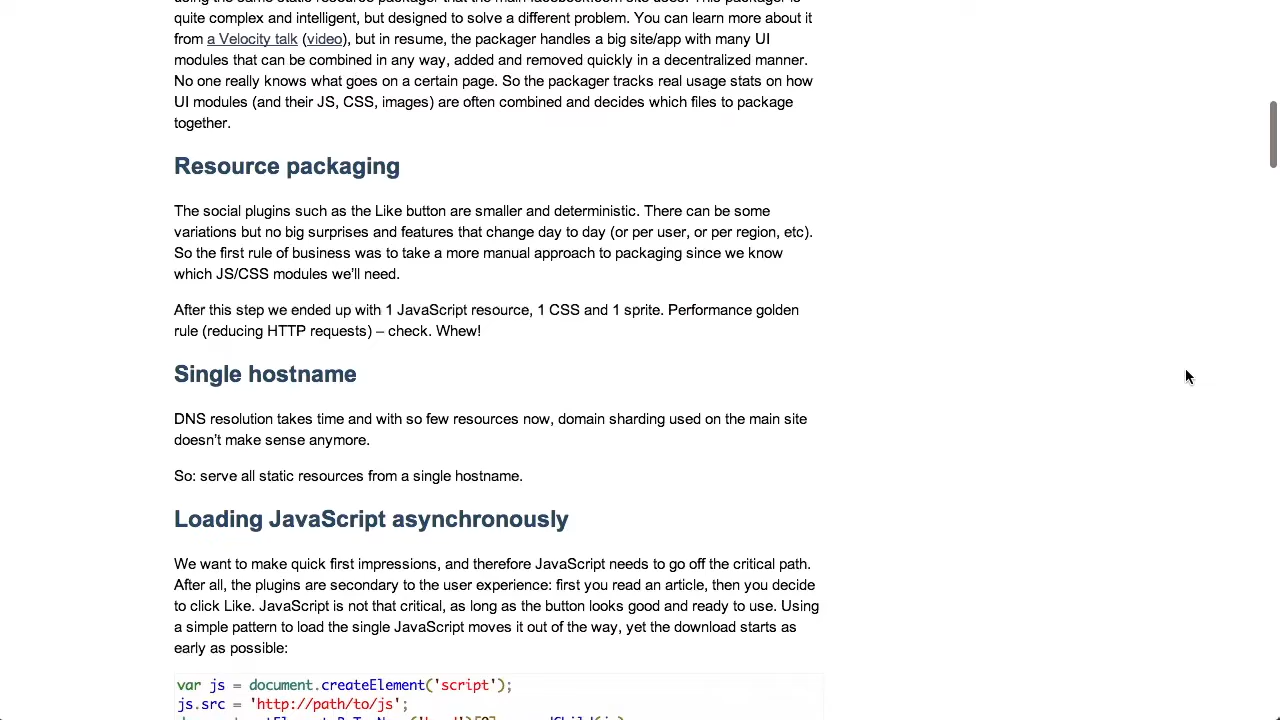 quite complex and intelligent, but designed to solve a different problem. You can learn more about it
from a Velocity talk (video), but in resume, the packager handles a big site/app with many UI
modules that can be combined in any way, added and removed quickly in a decentralized manner.
No one really knows what goes on a certain page. So the packager tracks real usage stats on how
UI modules (and their JS, CSS, images) are often combined and decides which files to package
together.
Resource packaging
The social plugins such as the Like button are smaller and deterministic. There can be some
variations but no big surprises and features that change day to day (or per user, or per region, etc).
So the first rule of business was to take a more manual approach to packaging since we know
which JS/CSS modules we’ll need.
After this step we ended up with 1 JavaScript resource, 1 CSS and 1 sprite. Performance golden
rule (reducing HTTP requests) – check. Whew!
Single hostname
DNS resolution takes time and with so few resources now, domain sharding used on the main site
doesn’t make sense anymore.
So: serve all static resources from a single hostname.
Loading JavaScript asynchronously
We want to make quick first impressions, and therefore JavaScript needs to go off the critical path.
After all, the plugins are secondary to the user experience: first you read an article, then you decide
to click Like. JavaScript is not that critical, as long as the button looks good and ready to use. Using
a simple pattern to load the single JavaScript moves it out of the way, yet the download starts as
early as possible:
var js = document.createElement('script');
js.src = 'http://path/to/js';